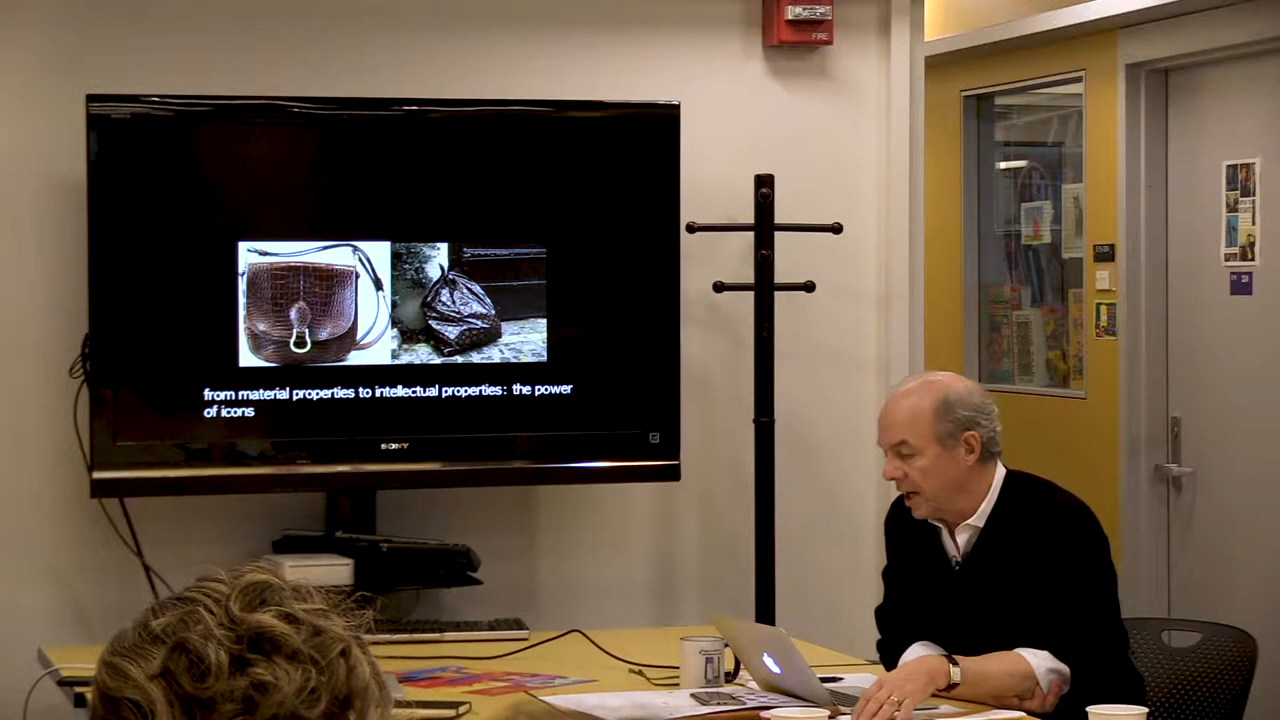 FIRE
from material properties to intellectual properties: the power
of icons
SONY